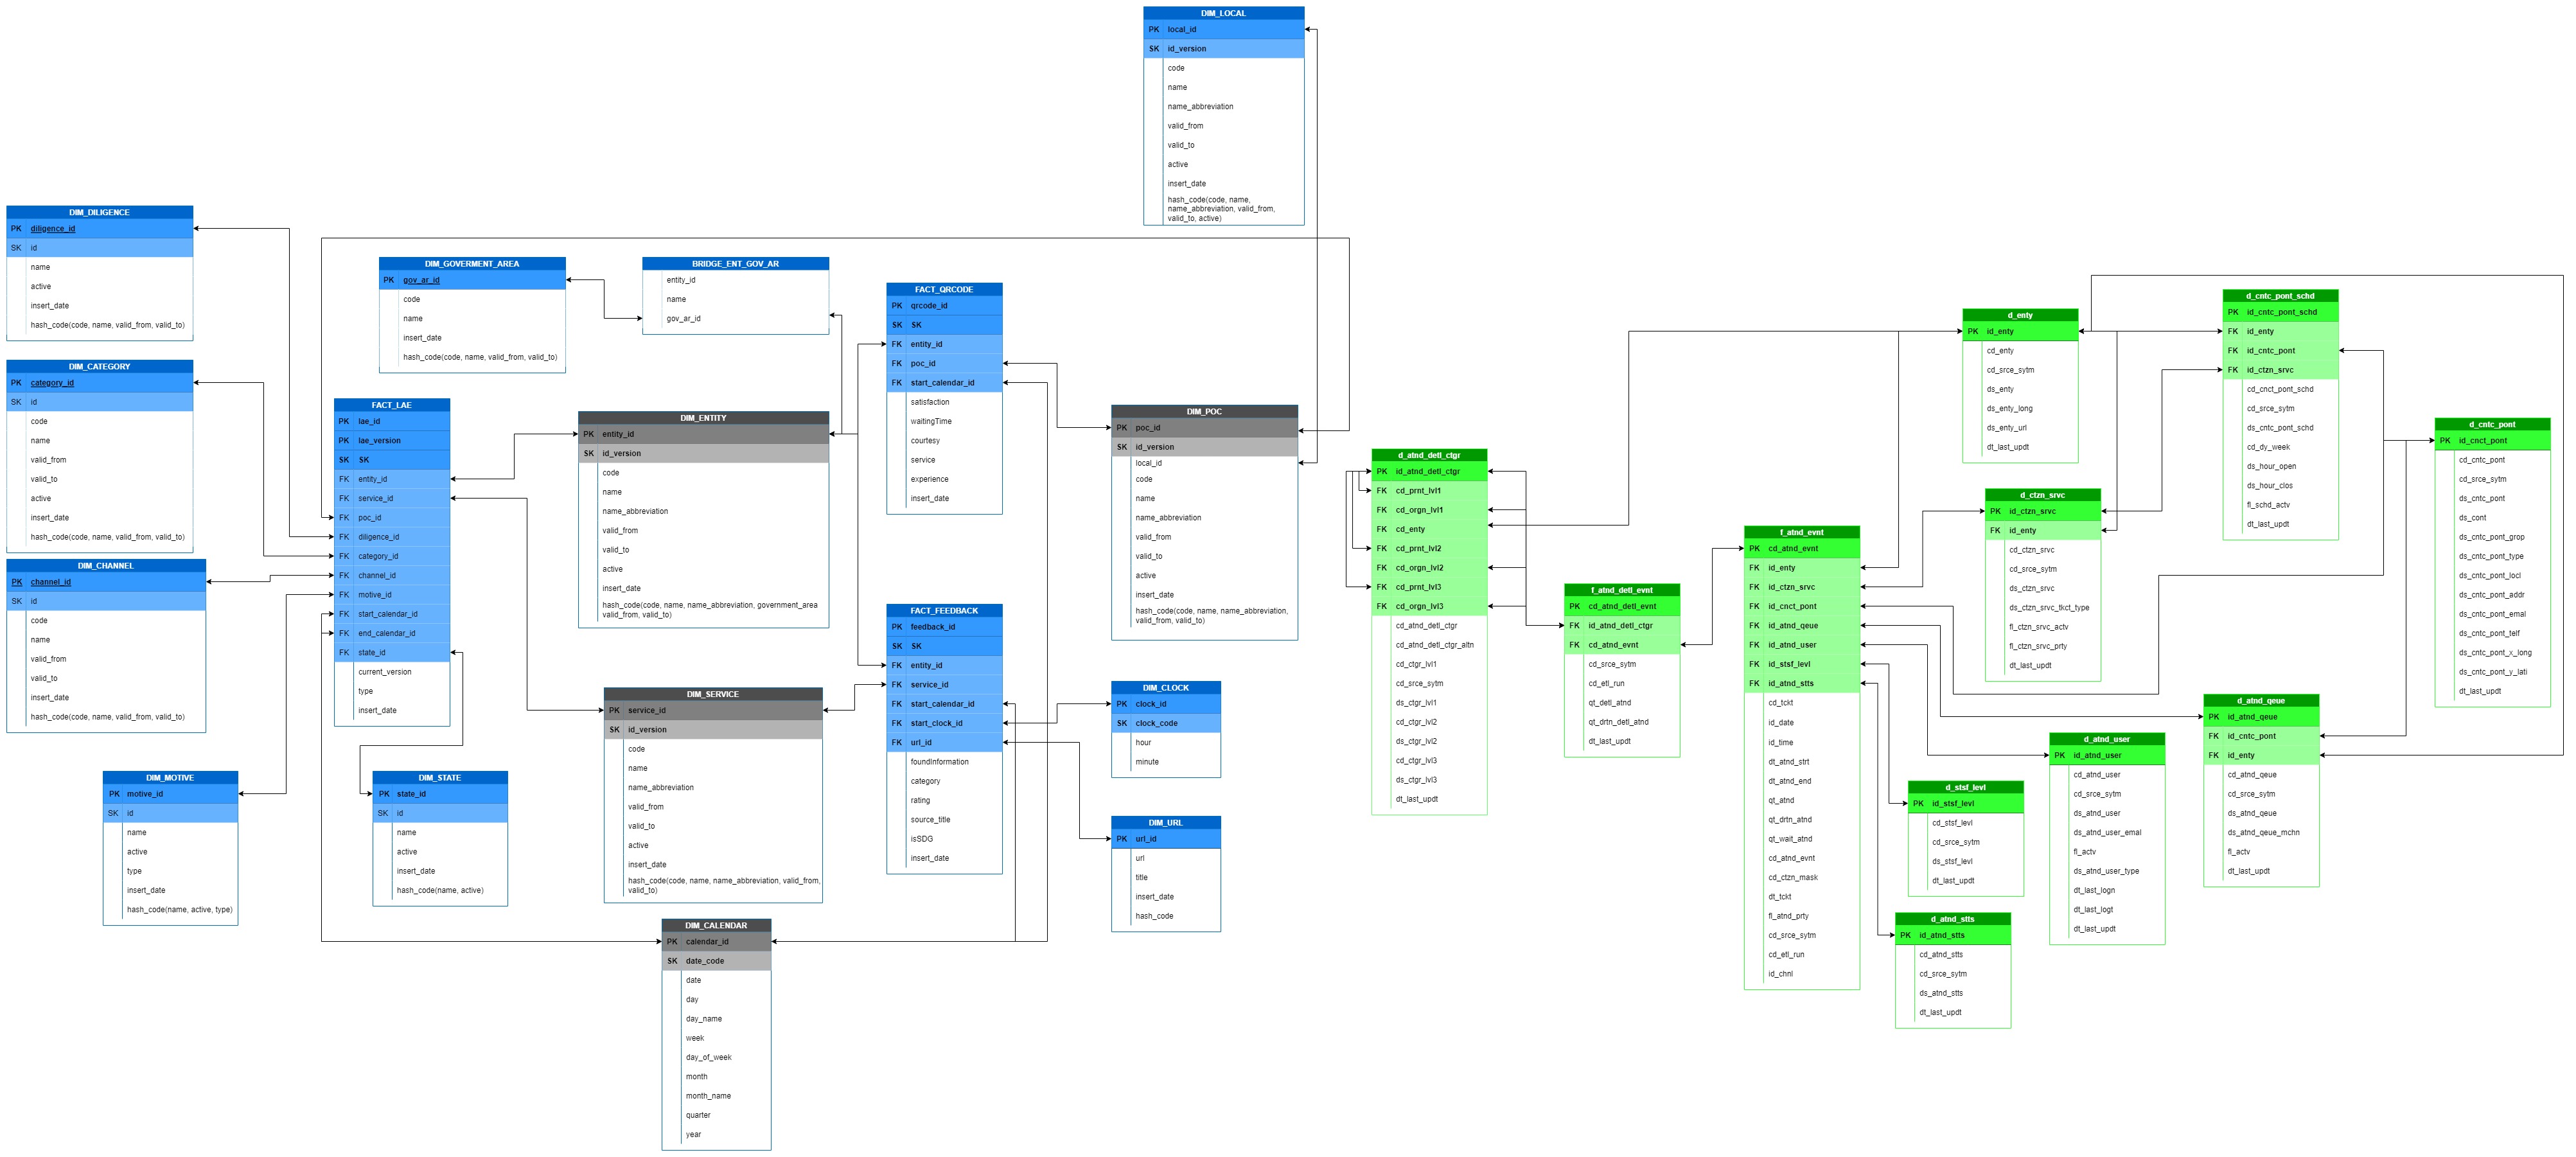 DIM_LOCAL
PK local_id
SK id_version
code
name
name_abbreviation
valid_from
valid_to
active
insert_date
hash_code(code, name,
name_abbreviation, valid_from,
valid_to, active)
DIM_DILIGENCE
PK diligence_id
SK id
name
active
insert_date
hash_code(code, name, valid_from, valid_to)
DIM_GOVERMENT_AREA
PK gov_ar_id
code
name
insert_date
hash_code(code, name, valid_from, valid_to)
BRIDGE_ENT_GOV_AR
entity_id
name
gov_ar_id
FACT_QRCODE
PK qrcode_id
SK SK
FK entity_id
FK poc_id
FK start_calendar_id
satisfaction
waitingTime
courtesy
service
experience
insert_date
DIM_CATEGORY
PK category_id
SK id
code
name
valid_from
valid_to
active
insert_date
hash_code(code, name, valid_from, valid_to)
FACT_LAE
PK lae_id
PK lae_version
SK SK
FK entity_id
FK service_id
FK poc_id
FK diligence_id
FK category_id
FK channel_id
FK motive_id
FK start_calendar_id
FK end_calendar_id
FK state_id
current_version
type
insert_date
DIM_ENTITY
PK entity_id
SK id_version
code
name
name_abbreviation
valid_from
valid_to
active
insert_date
hash_code(code, name, name_abbreviation, government_area
valid_from, valid_to)
DIM_POC
PK poc_id
SK id_version
local_id
code
name
name_abbreviation
valid_from
valid_to
active
insert_date
hash_code(code, name, name_abbreviation,
valid_from, valid_to)
DIM_CHANNEL
PK channel_id
SK id
code
name
valid_from
valid_to
insert_date
hash_code(code, name, valid_from, valid_to)
FACT_FEEDBACK
PK feedback_id
SK SK
FK entity_id
FK service_id
FK start_calendar_id
FK start_clock_id
FK url_id
foundInformation
category
rating
source_title
isSDG
insert_date
DIM_SERVICE
PK service_id
SK id_version
code
name
name_abbreviation
valid_from
valid_to
active
insert_date
hash_code(code, name, name_abbreviation, valid_from,
valid_to)
DIM_CLOCK
PK clock_id
SK clock_code
hour
minute
DIM_URL
PK url_id
url
title
insert_date
hash_code
DIM_MOTIVE
PK motive_id
SK id
name
active
type
insert_date
hash_code(name, active, type)
DIM_STATE
PK state_id
SK id
name
active
insert_date
hash_code(name, active)
DIM_CALENDAR
PK calendar_id
SK date_code
date
day
day_name
week
day_of_week
month
month_name
quarter
year
d_atnd_detl_ctgr
PK id_atnd_detl_ctgr
FK cd_prnt_lvl1
FK cd_orgn_lvl1
FK cd_enty
FK cd_prnt_lvl2
FK cd_orgn_lvl2
FK cd_prnt_lvl3
FK cd_orgn_lvl3
cd_atnd_detl_ctgr
cd_atnd_detl_ctgr_altn
cd_ctgr_lvl1
cd_srce_sytm
ds_ctgr_lvl1
cd_ctgr_lvl2
ds_ctgr_lvl2
cd_ctgr_lvl3
ds_ctgr_lvl3
dt_last_updt
f_atnd_detl_evnt
PK cd_atnd_detl_evnt
FK id_atnd_detl_ctgr
FK cd_atnd_evnt
cd_srce_sytm
cd_etl_run
qt_detl_atnd
qt_drtn_detl_atnd
dt_last_updt
f_atnd_evnt
PK cd_atnd_evnt
FK id_enty
FK id_ctzn_srvc
FK id_cnct_pont
FK id_atnd_qeue
FK id_atnd_user
FK id_stsf_levl
FK id_atnd_stts
cd_tckt
id_date
id_time
dt_atnd_strt
dt_atnd_end
qt_atnd
qt_drtn_atnd
qt_wait_atnd
cd_atnd_evnt
cd_ctzn_mask
dt_tckt
fl_atnd_prty
cd_srce_sytm
cd_etl_run
id_chnl
d_enty
PK id_enty
cd_enty
cd_srce_sytm
ds_enty
ds_enty_long
ds_enty_url
dt_last_updt
d_cntc_pont_schd
PK id_cntc_pont_schd
FK id_enty
FK id_cntc_pont
FK id_ctzn_srvc
cd_cnct_pont_schd
cd_srce_sytm
ds_cntc_pont_schd
cd_dy_week
ds_hour_open
ds_hour_clos
fl_schd_actv
dt_last_updt
d_cntc_pont
PK id_cnct_pont
cd_cntc_pont
cd_srce_sytm
ds_cntc_pont
ds_cont
ds_cntc_pont_grop
ds_cntc_pont_type
ds_cntc_pont_locl
ds_cntc_pont_addr
ds_cntc_pont_emal
ds_cntc_pont_telf
ds_cntc_pont_x_long
ds_cntc_pont_y_lati
dt_last_updt
d_ctzn_srvc
PK id_ctzn_srvc
FK id_enty
cd_ctzn_srvc
cd_srce_sytm
ds_ctzn_srvc
ds_ctzn_srvc_tkct_type
fl_ctzn_srvc_actv
fl_ctzn_srvc_prty
dt_last_updt
d_atnd_qeue
PK id_atnd_qeue
FK id_cntc_pont
FK id_enty
cd_atnd_qeue
cd_srce_sytm
ds_atnd_qeue
ds_atnd_qeue_mchn
fl_actv
dt_last_updt
d_atnd_user
PK id_atnd_user
cd_atnd_user
cd_srce_sytm
ds_atnd_user
ds_atnd_user_emal
fl_actv
ds_atnd_user_type
dt_last_logn
dt_last_logt
dt_last_updt
d_stsf_levl
PK id_stsf_levl
cd_stsf_levl
cd_srce_sytm
ds_stsf_levl
dt_last_updt
d_atnd_stts
PK id_atnd_stts
cd_atnd_stts
cd_srce_sytm
ds_atnd_stts
dt_last_updt